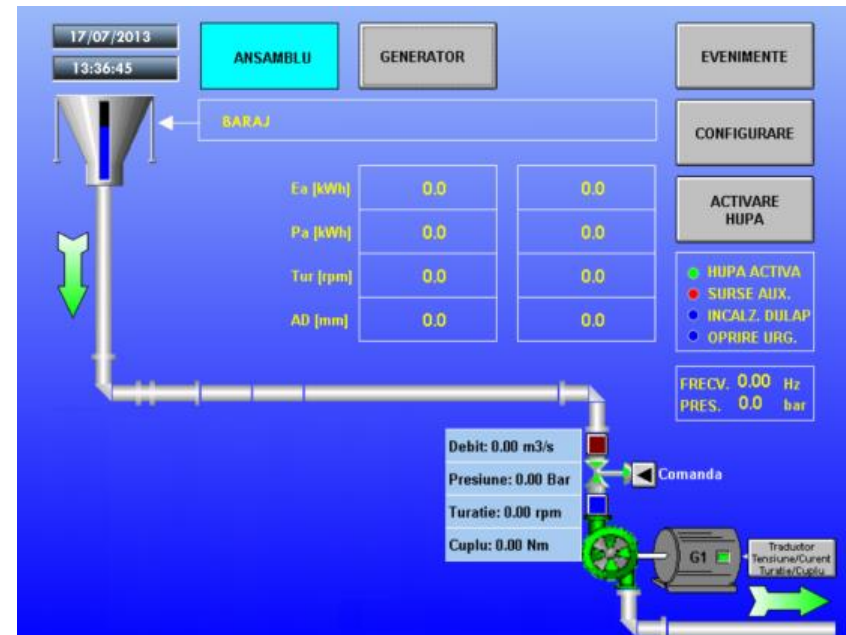 17/07/2013
13:36:45
ANSAMBLU
GENERATOR
EVENIMENTE
BARAJ
CONFIGURARE
ACTIVARE
HUPA
Ea [kWh] 0.0 0.0
Pa [kWh] 0.0 0.0
Tur [rpm] 0.0 0.0
AD [mm] 0.0 0.0
HUPA ACTIVA
SURSE AUX.
INCALZ. DULAP
OPRIRE URG.
FRECV. 0.00 Hz
PRES. 0.0 bar
Debit: 0.00 m3/s
Presiune: 0.00 Bar
Turatie: 0.00 rpm
Cuplu: 0.00 Nm
Comanda
G1
Traductor
Tensiune/Curent
Turatie/Cuplu